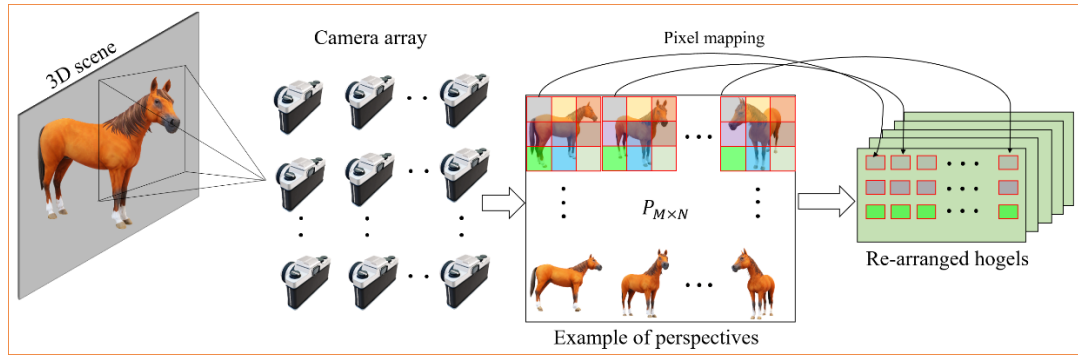 3D scene
Camera array
Pixel mapping
P_{M×N}
Example of perspectives
Re-arranged hogels